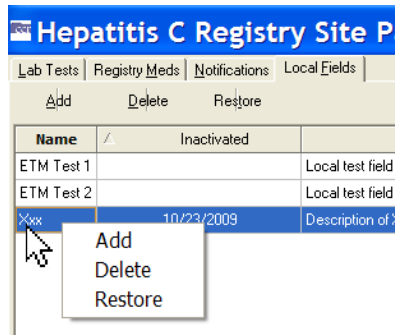 Hepatitis C Registry Site P
Lab Tests Registry Meds Notifications Local Fields
Add Delete Restore
Name Inactivated
ETM Test 1 Local test field
ETM Test 2 Local test field
Xxx 10/23/2009 Description of X
Add
Delete
Restore